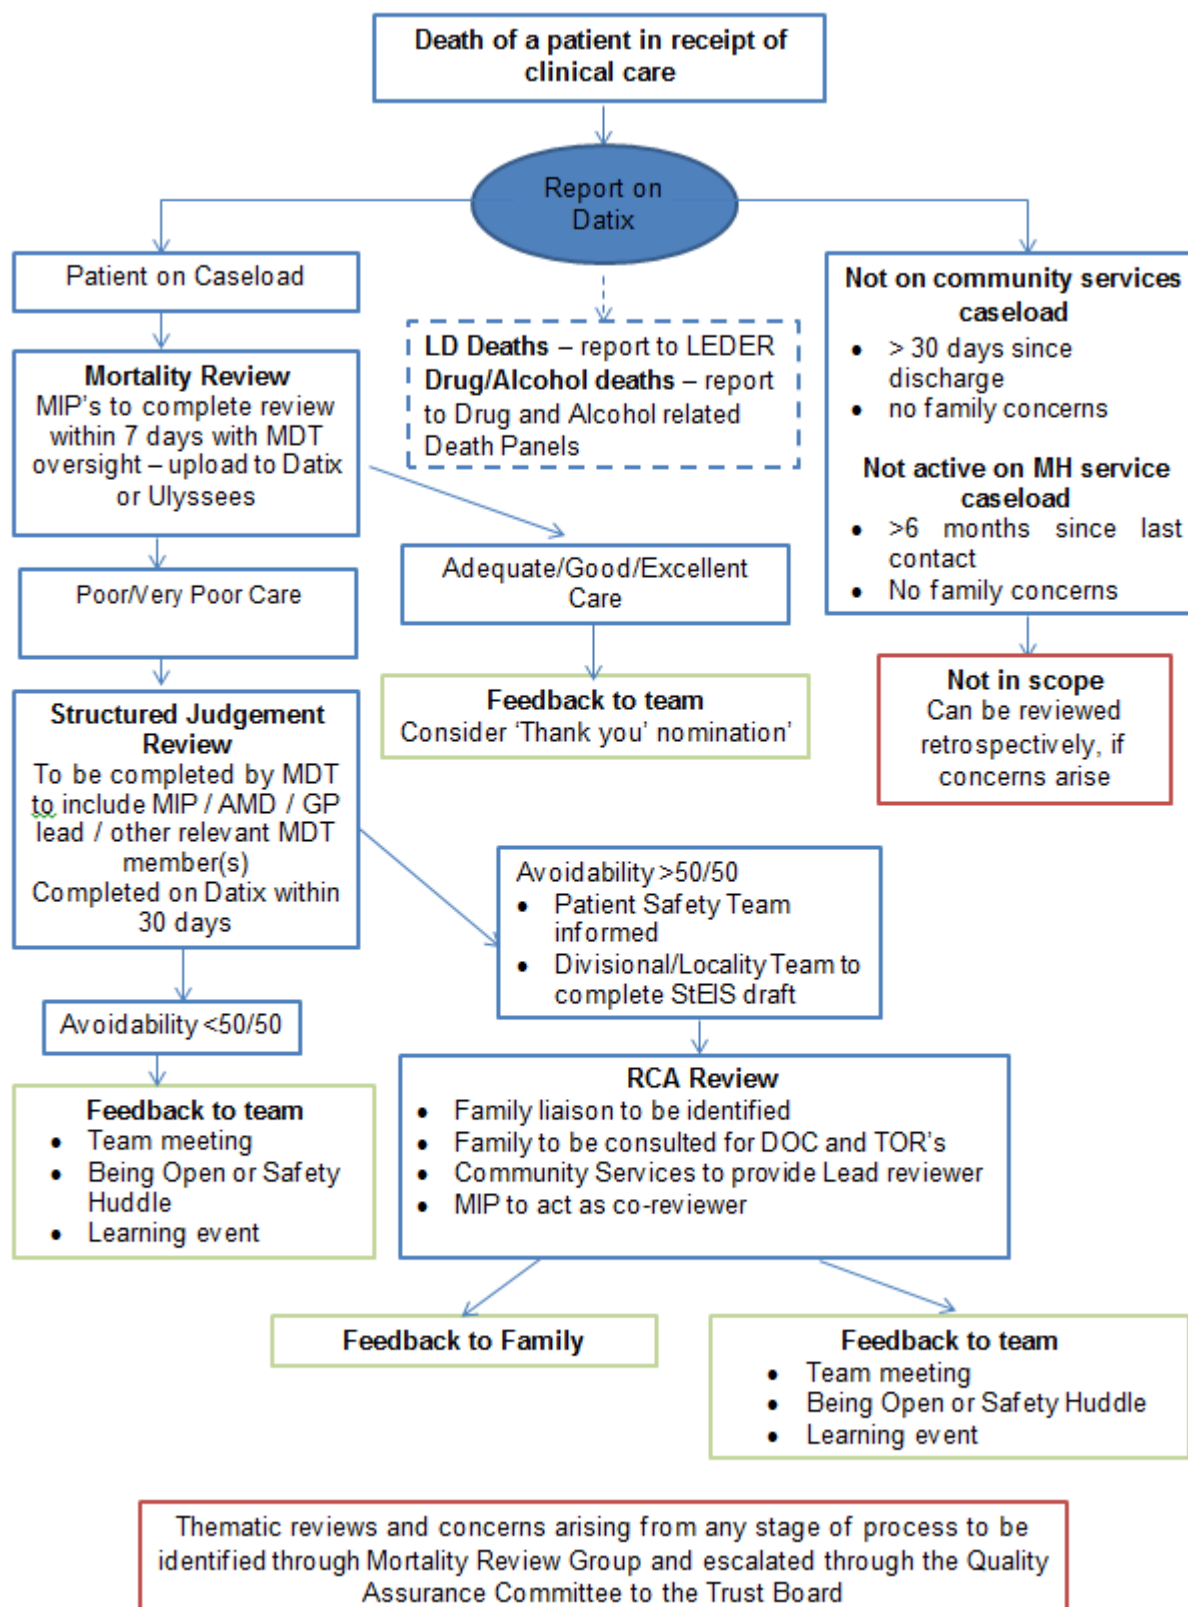 Death of a patient in receipt of
clinical care
Report on
Datix
Patient on Caseload
Mortality Review
MIP's to complete review
within 7 days with MDT
oversight – upload to Datix
or Ulyssees
LD Deaths – report to LEDER
Drug/Alcohol deaths – report
to Drug and Alcohol related
Death Panels
Not on community services
caseload
• > 30 days since
discharge
• no family concerns
Not active on MH service
caseload
• >6 months since last
contact
• No family concerns
Poor/Very Poor Care
Adequate/Good/Excellent
Care
Feedback to team
Consider 'Thank you' nomination'
Not in scope
Can be reviewed
retrospectively, if
concerns arise
Structured Judgement
Review
To be completed by MDT
to include MIP / AMD / GP
lead / other relevant MDT
member(s)
Completed on Datix within
30 days
Avoidability >50/50
• Patient Safety Team
informed
• Divisional/Locality Team to
complete StEIS draft
Avoidability <50/50
Feedback to team
• Team meeting
• Being Open or Safety
Huddle
• Learning event
RCA Review
• Family liaison to be identified
• Family to be consulted for DOC and TOR's
• Community Services to provide Lead reviewer
• MIP to act as co-reviewer
Feedback to Family
Feedback to team
• Team meeting
• Being Open or Safety Huddle
• Learning event
Thematic reviews and concerns arising from any stage of process to be
identified through Mortality Review Group and escalated through the Quality
Assurance Committee to the Trust Board